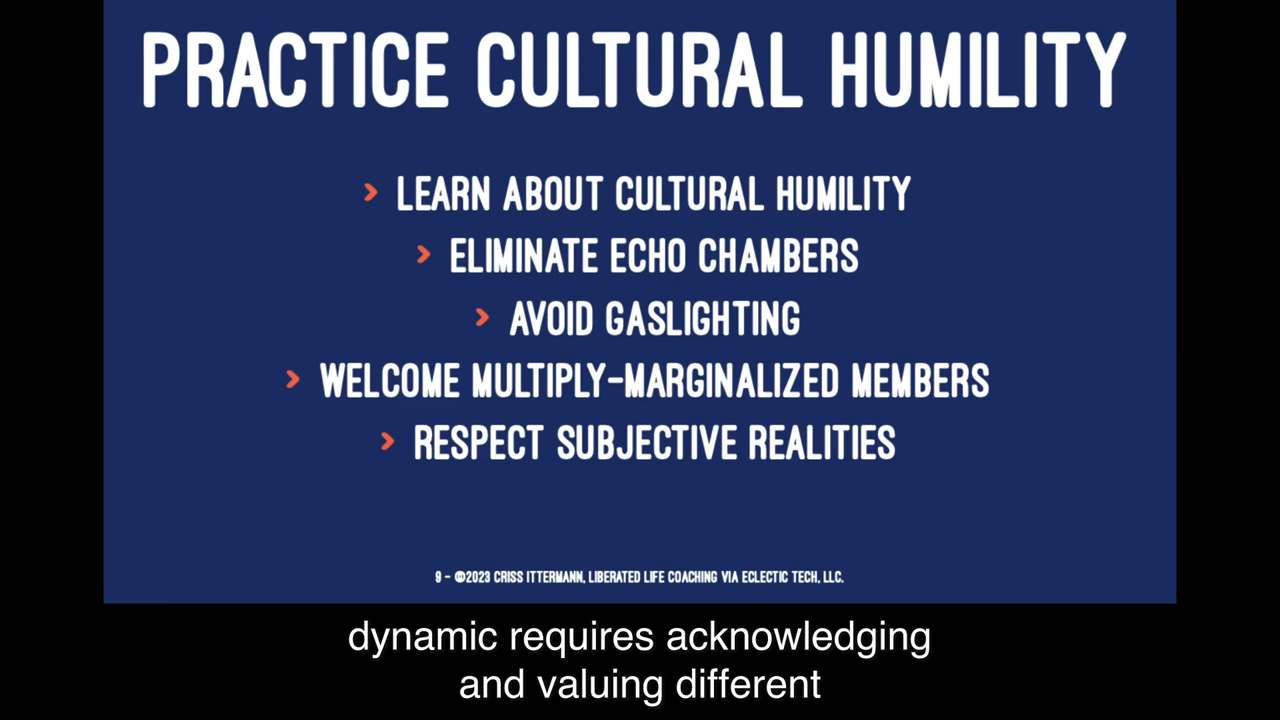 PRACTICE CULTURAL HUMILITY
> LEARN ABOUT CULTURAL HUMILITY
> ELIMINATE ECHO CHAMBERS
> AVOID GASLIGHTING
> WELCOME MULTIPLY-MARGINALIZED MEMBERS
> RESPECT SUBJECTIVE REALITIES
9 - ©2023 CRISS ITTERMANN, LIBERATED LIFE COACHING VIA ECLECTIC TECH, LLC.
dynamic requires acknowledging
and valuing different